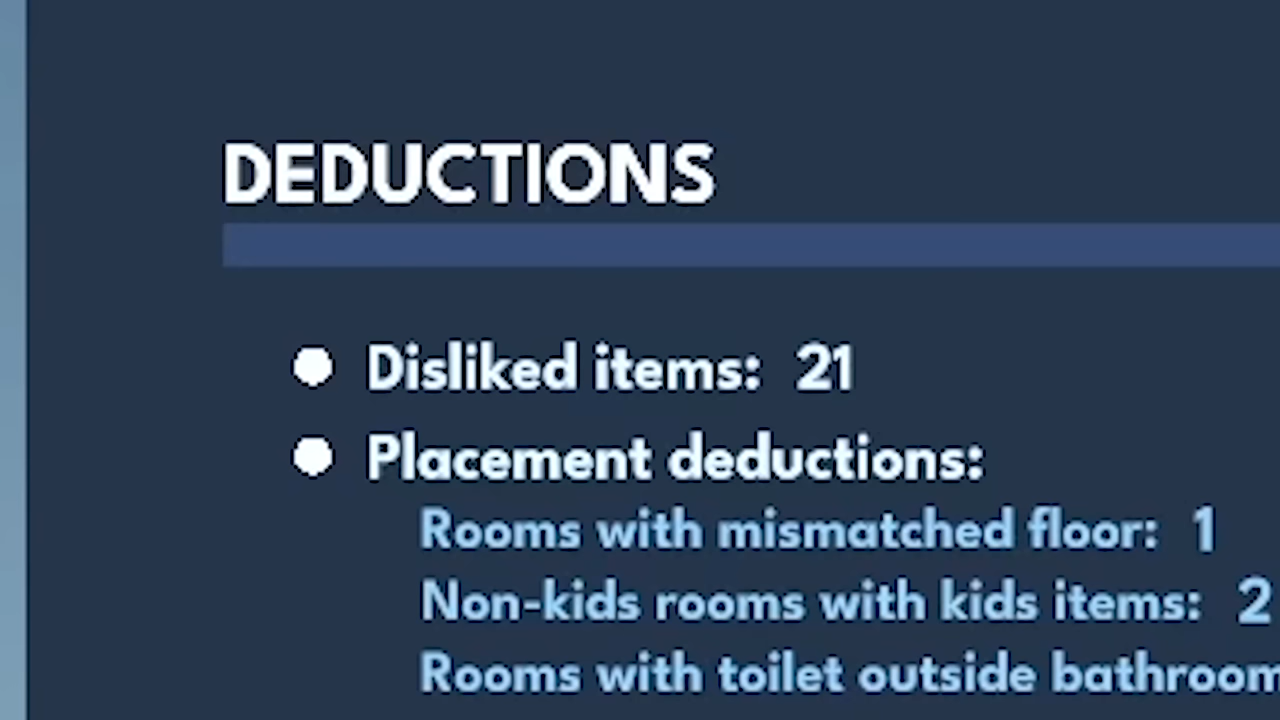 DEDUCTIONS
Disliked items: 21
Placement deductions:
Rooms with mismatched floor: 1
Non-kids rooms with kids items: 2
Rooms with toilet outside bathroom